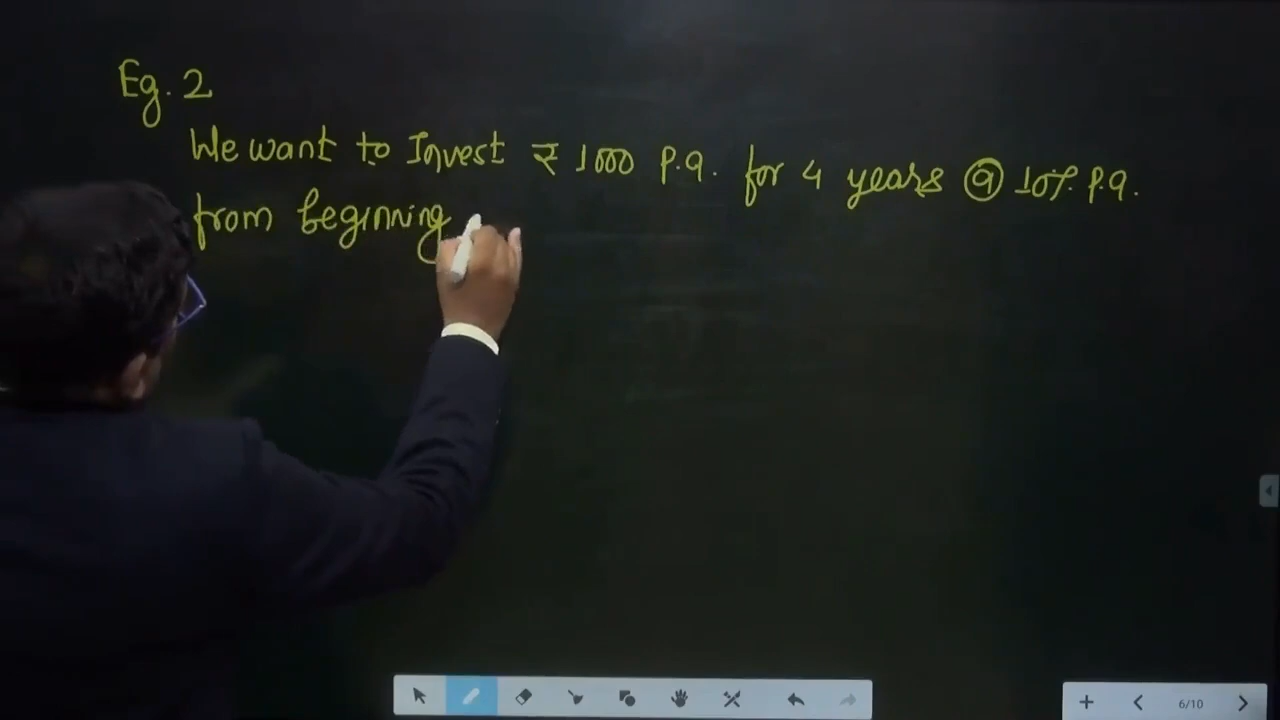 Eg. 2
We want to Invest ₹ 1000 P.a. for 4 years @ 10% P.a.
from beginning
6/10